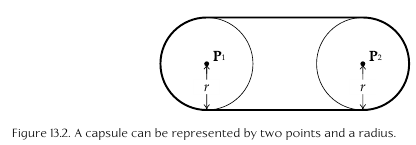 P1
P2
r
r
Figure 13.2. A capsule can be represented by two points and a radius.